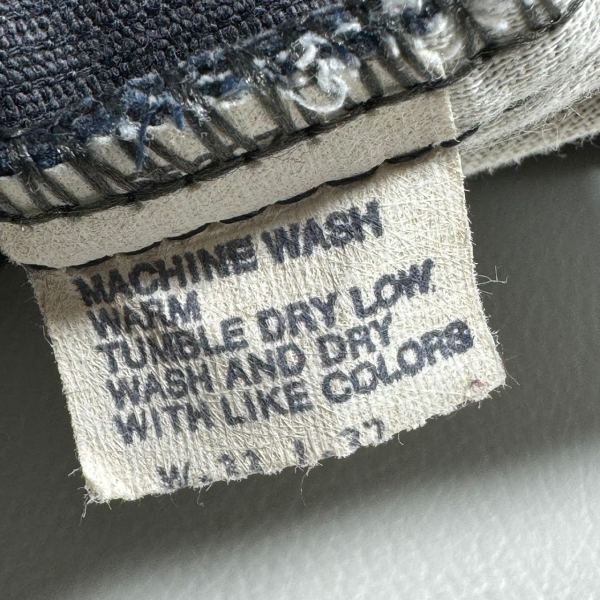 MACHINE WASH
WARM
TUMBLE DRY LOW
WASH AND DRY
WITH LIKE COLORS